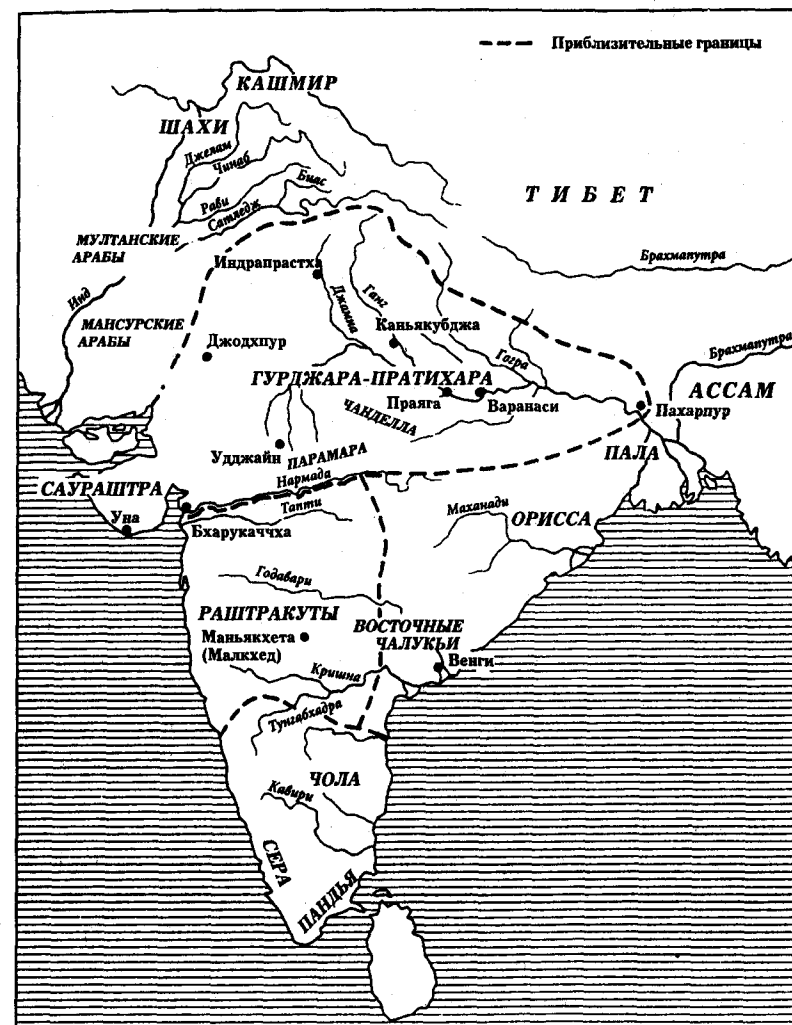 Приблизительные границы
КАШМИР
ШАХИ
Джелам
Чинаб
Биас
Рави
Сатледж
ТИБЕТ
МУЛТАНСКИЕ
АРАБЫ
Индрапрастха
Брахмапутра
Инд
Ганг
Джамна
МАНСУРСКИЕ
АРАБЫ
Каньякубджа
Джодхпур
Гогра
Брахмапутра
ГУРДЖАРА-ПРАТИХАРА
АССАМ
Праяга
Варанаси
Пахарпур
ЧАНДЕЛЛА
Удджайн
ПАРАМАРА
ПАЛА
Нармада
САУРАШТРА
Тапти
Маханады
Уна
ОРИССА
Бхарукаччха
Годавари
РАШТРАКУТЫ
ВОСТОЧНЫЕ
ЧАЛУКЬИ
Маньякхета
(Малкхед)
Венги
Кришна
Тунгабхадра
ЧОЛА
Кавири
СЕРА
ПАНДЬЯ